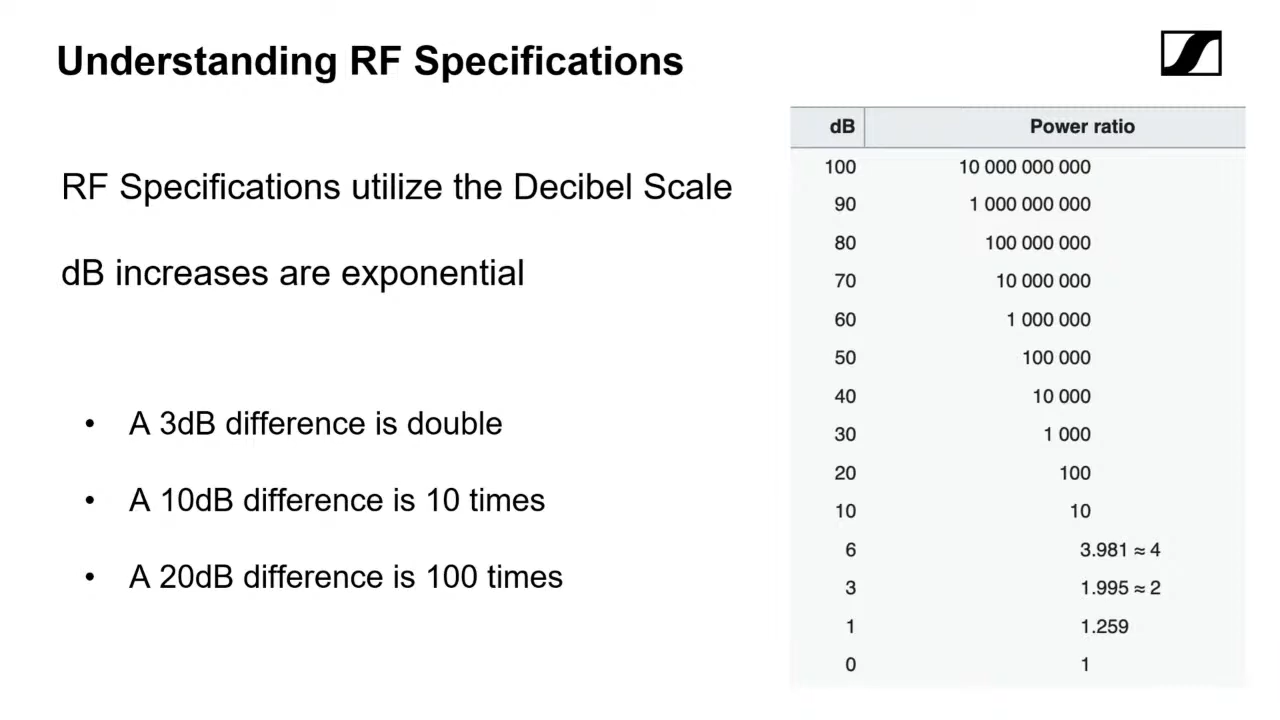 Understanding RF Specifications
RF Specifications utilize the Decibel Scale
dB increases are exponential
• A 3dB difference is double
• A 10dB difference is 10 times
• A 20dB difference is 100 times
dB Power ratio
100 10 000 000 000
90 1 000 000 000
80 100 000 000
70 10 000 000
60 1 000 000
50 100 000
40 10 000
30 1 000
20 100
10 10
6 3.981 ≈ 4
3 1.995 ≈ 2
1 1.259
0 1